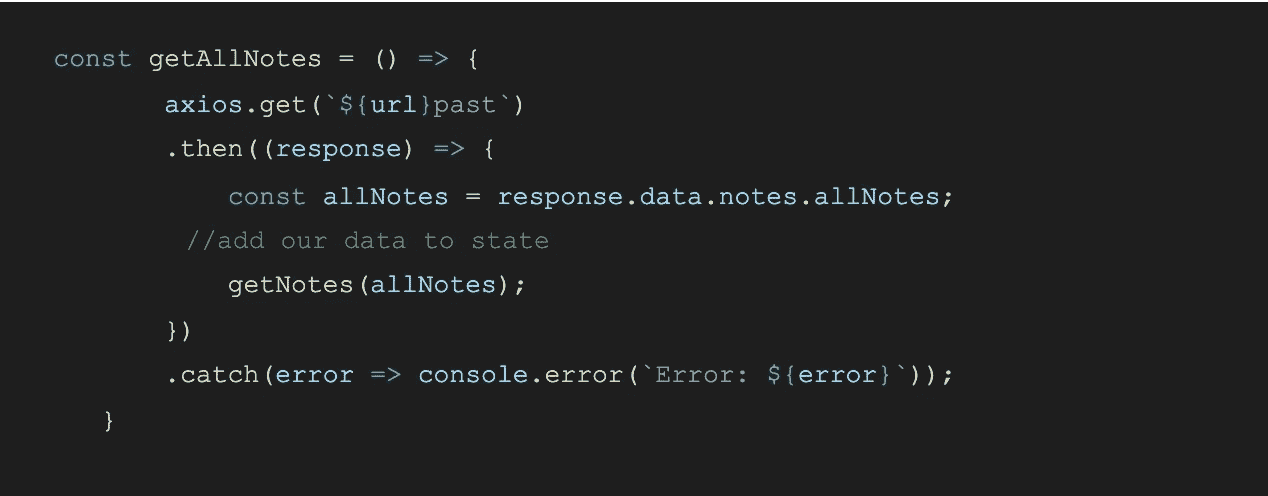 const getAllNotes = () => {
axios.get(`${url}past`)
.then((response) => {
const allNotes = response.data.notes.allNotes;
//add our data to state
getNotes(allNotes);
})
.catch(error => console.error(`Error: ${error}`));
}